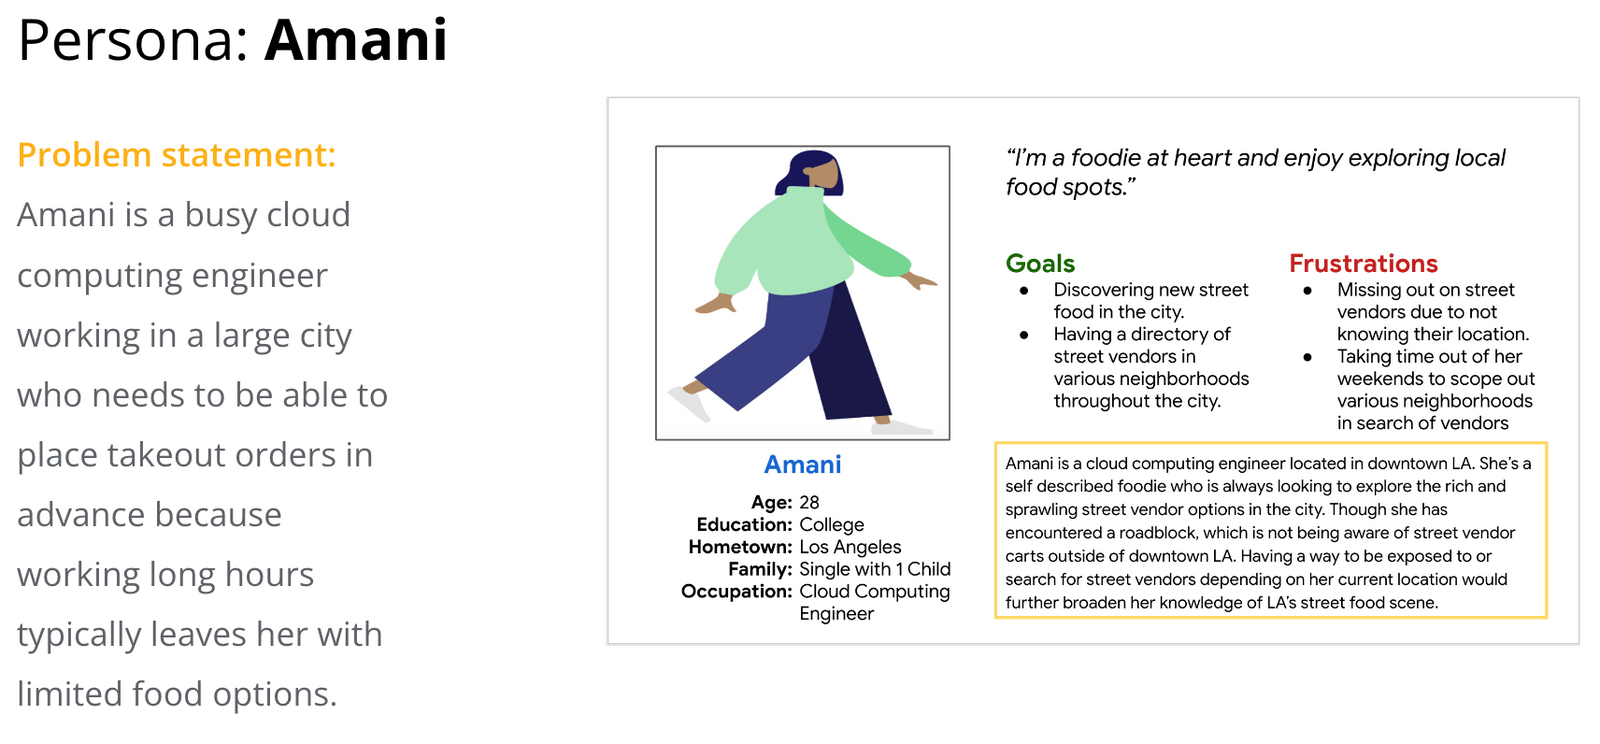 Persona: Amani
Problem statement:
Amani is a busy cloud
computing engineer
working in a large city
who needs to be able to
place takeout orders in
advance because
working long hours
typically leaves her with
limited food options.
“I’m a foodie at heart and enjoy exploring local
food spots.”
Goals
● Discovering new street
food in the city.
● Having a directory of
street vendors in
various neighborhoods
throughout the city.
Frustrations
● Missing out on street
vendors due to not
knowing their location.
● Taking time out of her
weekends to scope out
various neighborhoods
in search of vendors
Amani
Age: 28
Education: College
Hometown: Los Angeles
Family: Single with 1 Child
Occupation: Cloud Computing
Engineer
Amani is a cloud computing engineer located in downtown LA. She’s a
self described foodie who is always looking to explore the rich and
sprawling street vendor options in the city. Though she has
encountered a roadblock, which is not being aware of street vendor
carts outside of downtown LA. Having a way to be exposed to or
search for street vendors depending on her current location would
further broaden her knowledge of LA’s street food scene.